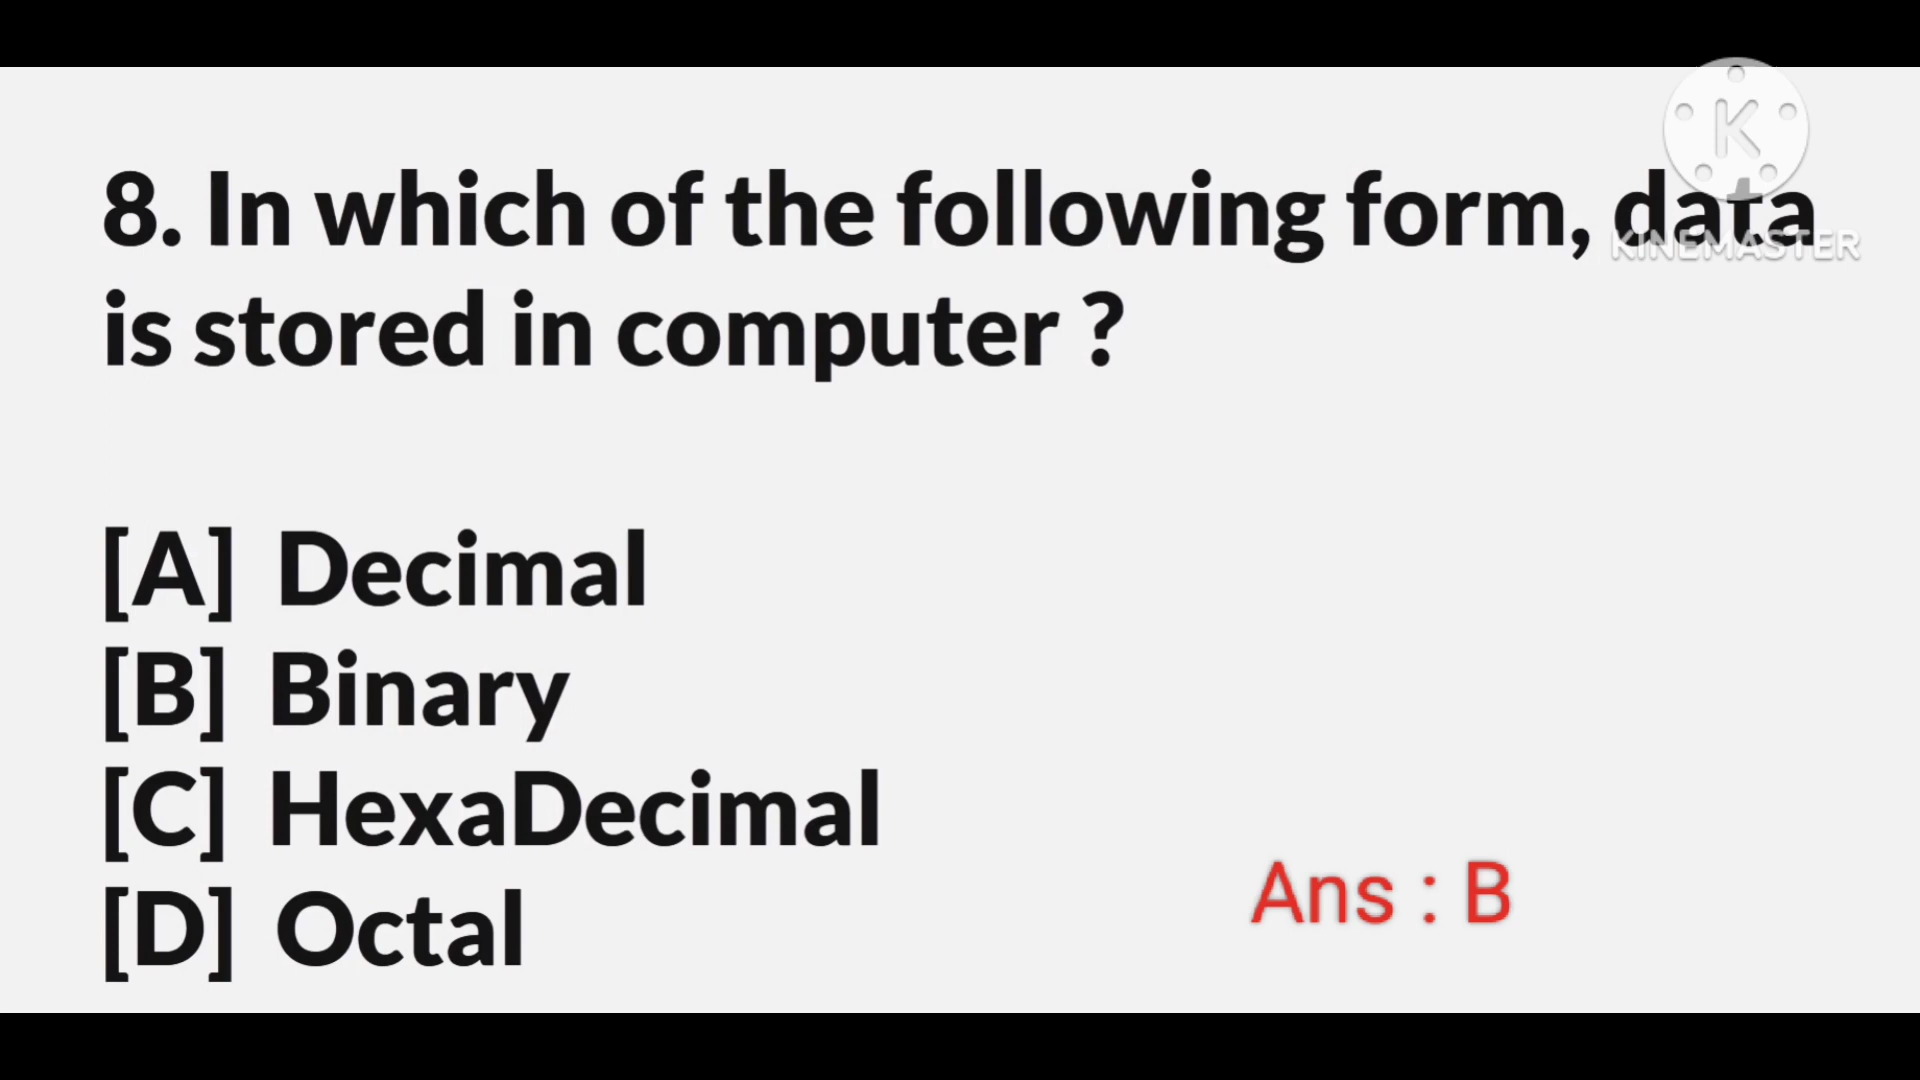 K
KINEMASTER
8. In which of the following form, data
is stored in computer ?
[A] Decimal
[B] Binary
[C] HexaDecimal
[D] Octal
Ans : B